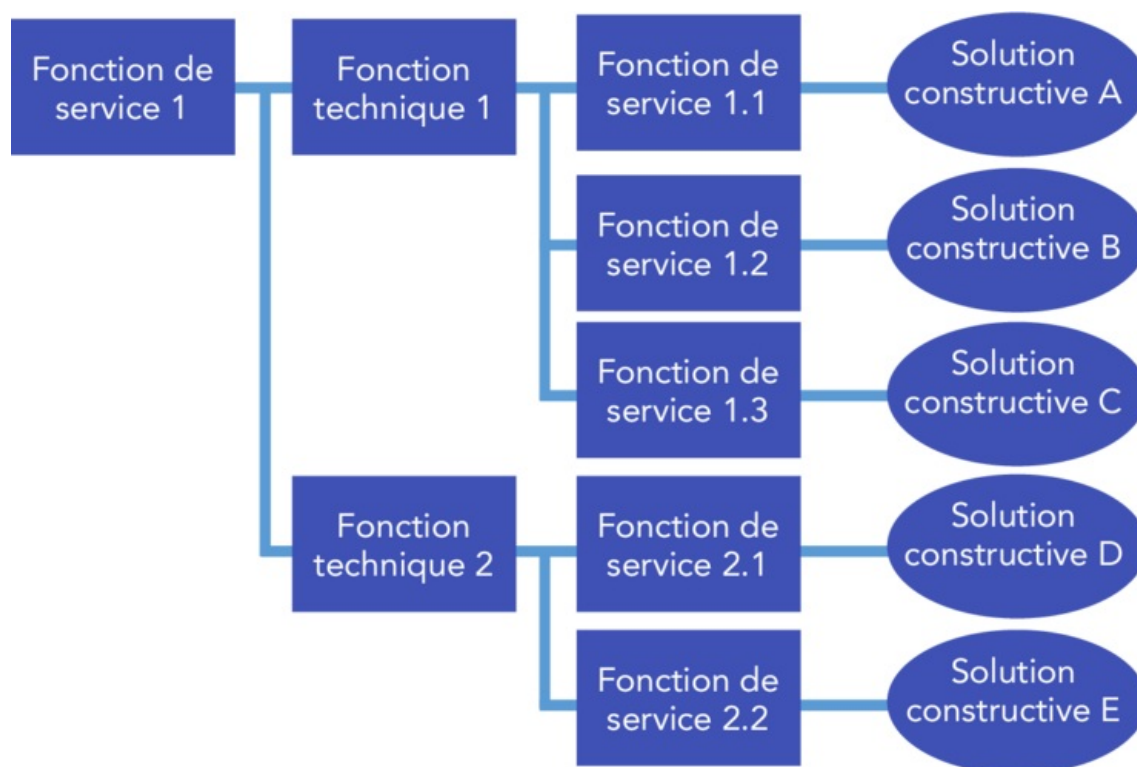 Fonction de
service 1
Fonction
technique 1
Fonction de
service 1.1
Solution
constructive A
Fonction de
service 1.2
Solution
constructive B
Fonction de
service 1.3
Solution
constructive C
Fonction
technique 2
Fonction de
service 2.1
Solution
constructive D
Fonction de
service 2.2
Solution
constructive E